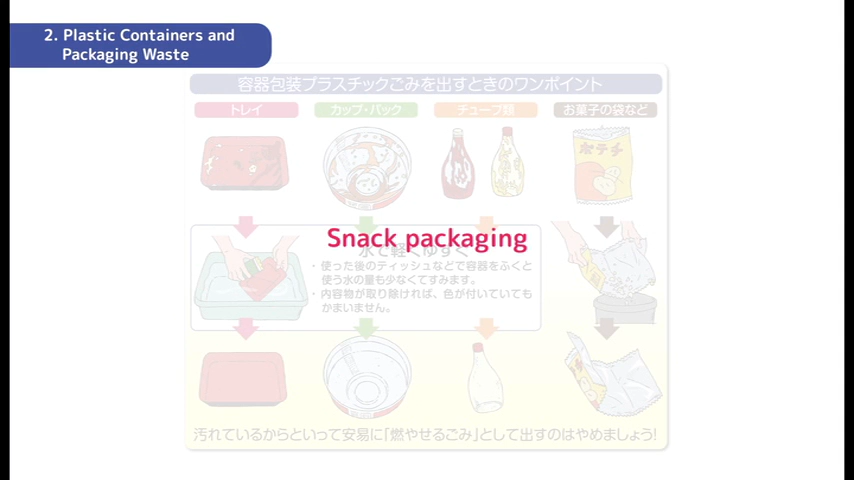 2. Plastic Containers and
Packaging Waste
容器包装プラスチックごみを出すときのワンポイント
トレイ
カップ・パック
チューブ類
お菓子の袋など
ポテチ
Snack packaging
水で軽くゆすぐ
・使った後のティッシュなどで容器をふくと
使う水の量も少なくてすみます。
・内容物が取り除ければ、色が付いていても
かまいません。
汚れているからといって安易に「燃やせるごみ」として出すのはやめましょう!